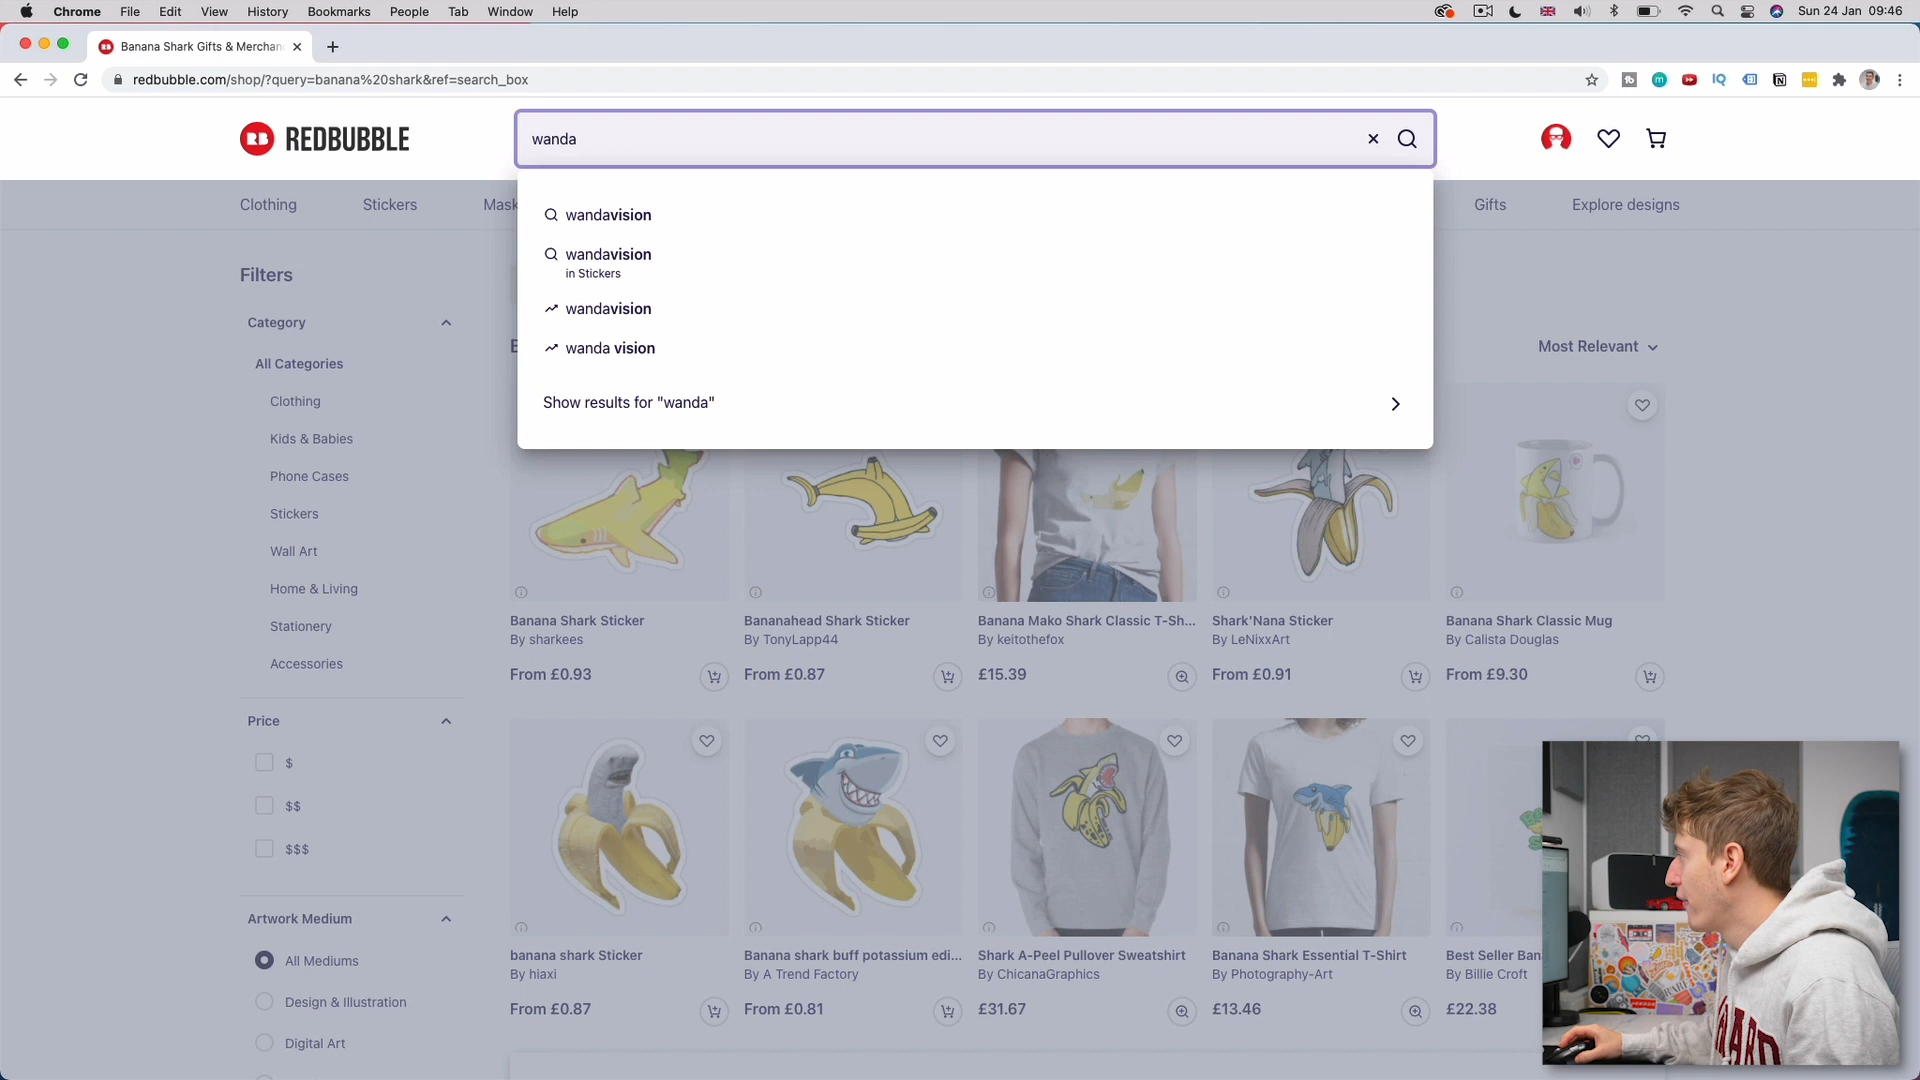 Chrome File Edit View History Bookmarks People Tab Window Help
Sun 24 Jan 09:46
Banana Shark Gifts & Merchan
redbubble.com/shop/?query=banana%20shark&ref=search_box
RB REDBUBBLE
wanda
Clothing
Stickers
Mask
Gifts
Explore designs
wandavision
wandavision
in Stickers
wandavision
wanda vision
Show results for "wanda"
Filters
Category
All Categories
Clothing
Kids & Babies
Phone Cases
Stickers
Wall Art
Home & Living
Stationery
Accessories
Price
$
$$
$$$
Artwork Medium
All Mediums
Design & Illustration
Digital Art
Most Relevant
Banana Shark Sticker
By sharkees
From £0.93
Bananahead Shark Sticker
By TonyLapp44
From £0.87
Banana Mako Shark Classic T-Sh...
By keitothefox
£15.39
Shark'Nana Sticker
By LeNixxArt
From £0.91
Banana Shark Classic Mug
By Calista Douglas
From £9.30
banana shark Sticker
By hiaxi
From £0.87
Banana shark buff potassium edi...
By A Trend Factory
From £0.81
Shark A-Peel Pullover Sweatshirt
By ChicanaGraphics
£31.67
Banana Shark Essential T-Shirt
By Photography-Art
£13.46
Best Seller Ban
By Billie Croft
£22.38